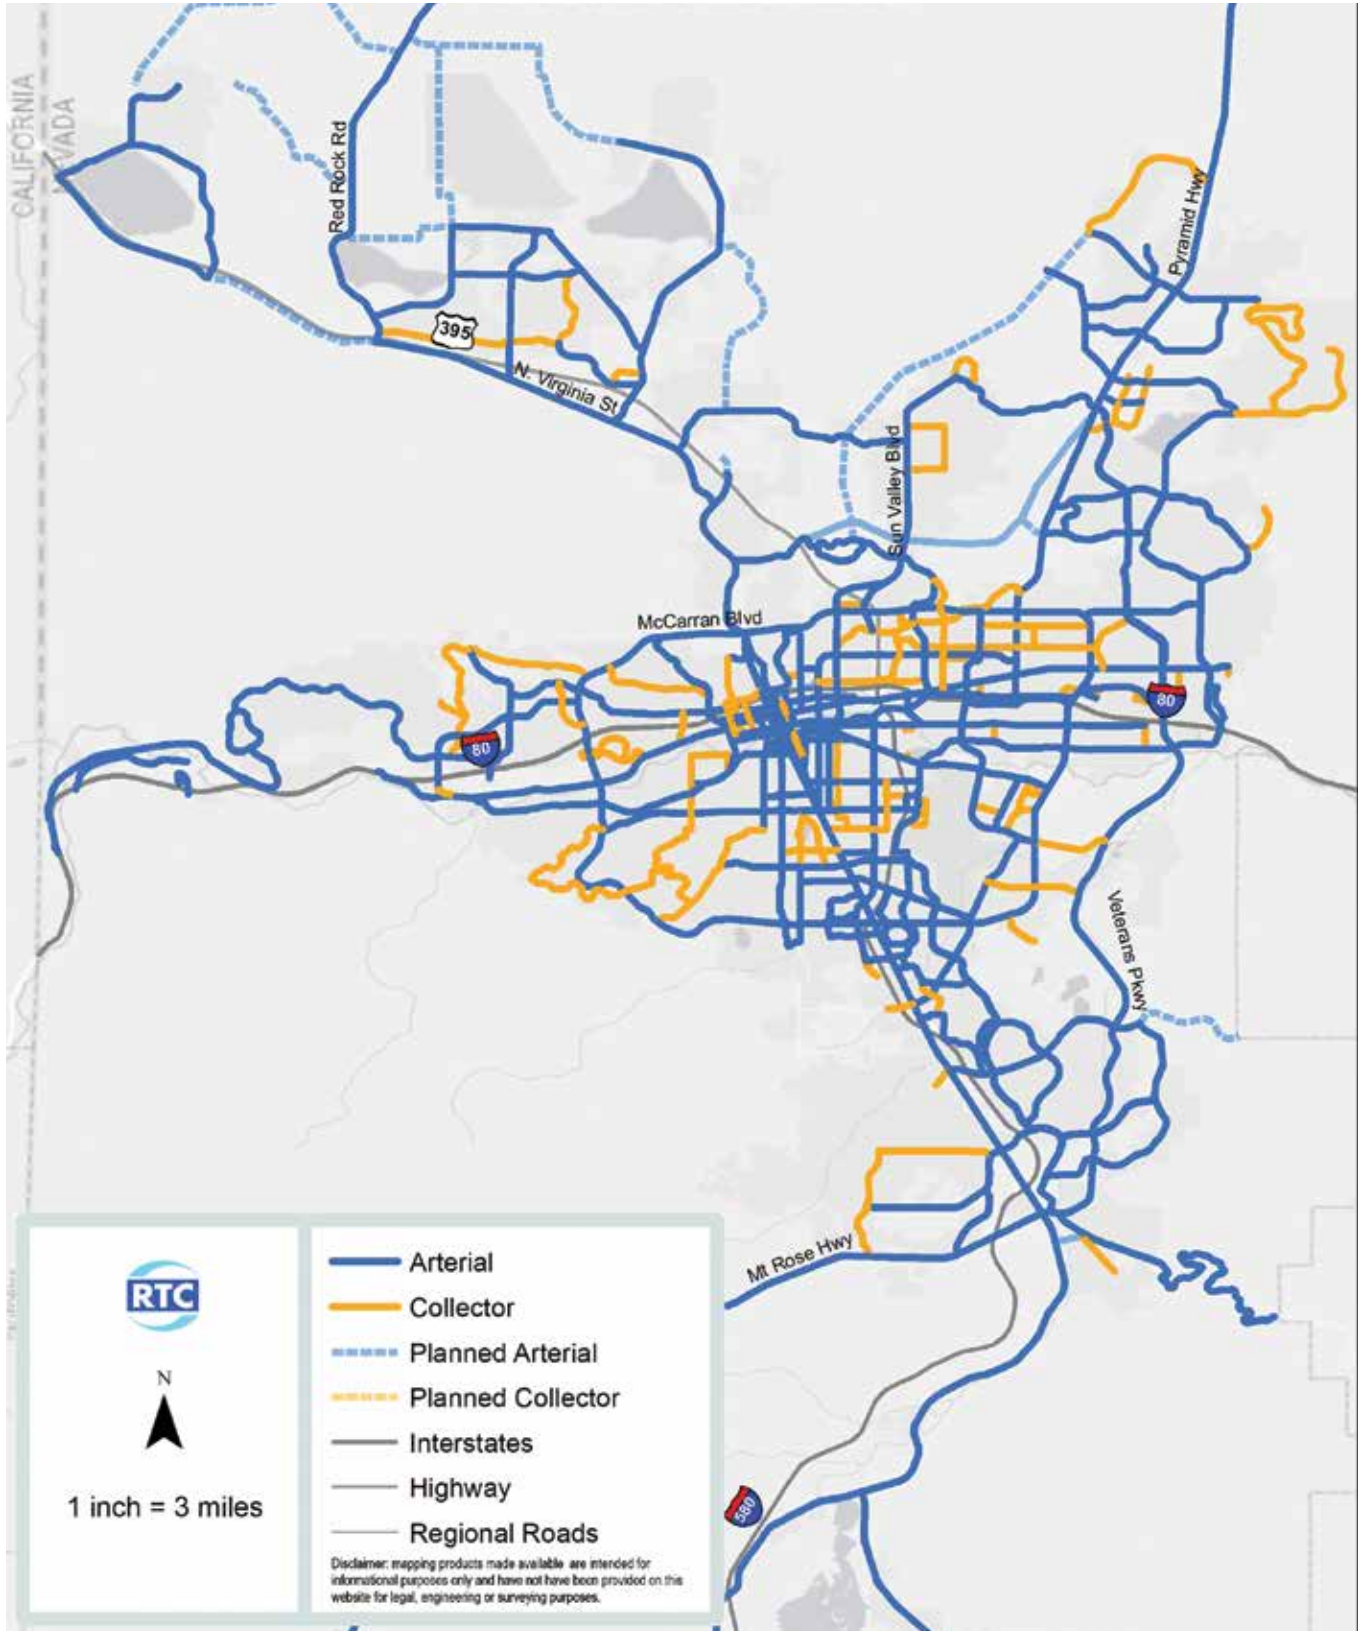 CALIFORNIA
NEVADA
Red Rock Rd
Pyramid Hwy
395
N. Virginia St
Sun Valley Blvd
McCarran Blvd
80
80
Veterans Pkwy
Mt Rose Hwy
580
RTC
N
1 inch = 3 miles
Arterial
Collector
Planned Arterial
Planned Collector
Interstates
Highway
Regional Roads
Disclaimer: mapping products made available are intended for
informational purposes only and have not have been provided on this
website for legal, engineering or surveying purposes.